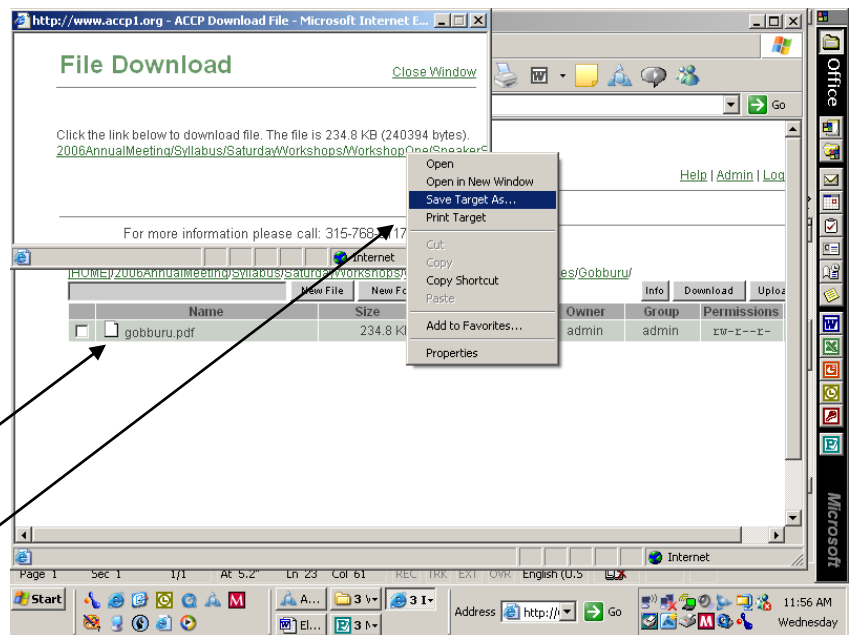 http://www.accp1.org - ACCP Download File - Microsoft Internet E...
File Download
Close Window
Click the link below to download file. The file is 234.8 KB (240394 bytes).
2006AnnualMeeting/Syllabus/SaturdayWorkshops/WorkshopOne/SpeakerS
For more information please call: 315-768-
Internet
Open
Open in New Window
Save Target As...
Print Target
Cut
Copy
Copy Shortcut
Paste
Add to Favorites...
Properties
Go
Help | Admin | Log
[HOME]/2006AnnualMeeting/Syllabus/SaturdayWorkshops/ es/Gobburu/
New File New Fo Info Download Uploa
Name Size Owner Group Permissions
gobburu.pdf 234.8 K admin admin rw-r--r-
Internet
Office
Microsoft
Page 1 Sec 1 1/1 At 5.2" Ln 23 Col 61 REC TRK EXT OVR English (U.S
Start A... 3 3 I Address http:// Go 11:56 AM
El... 3 Wednesday